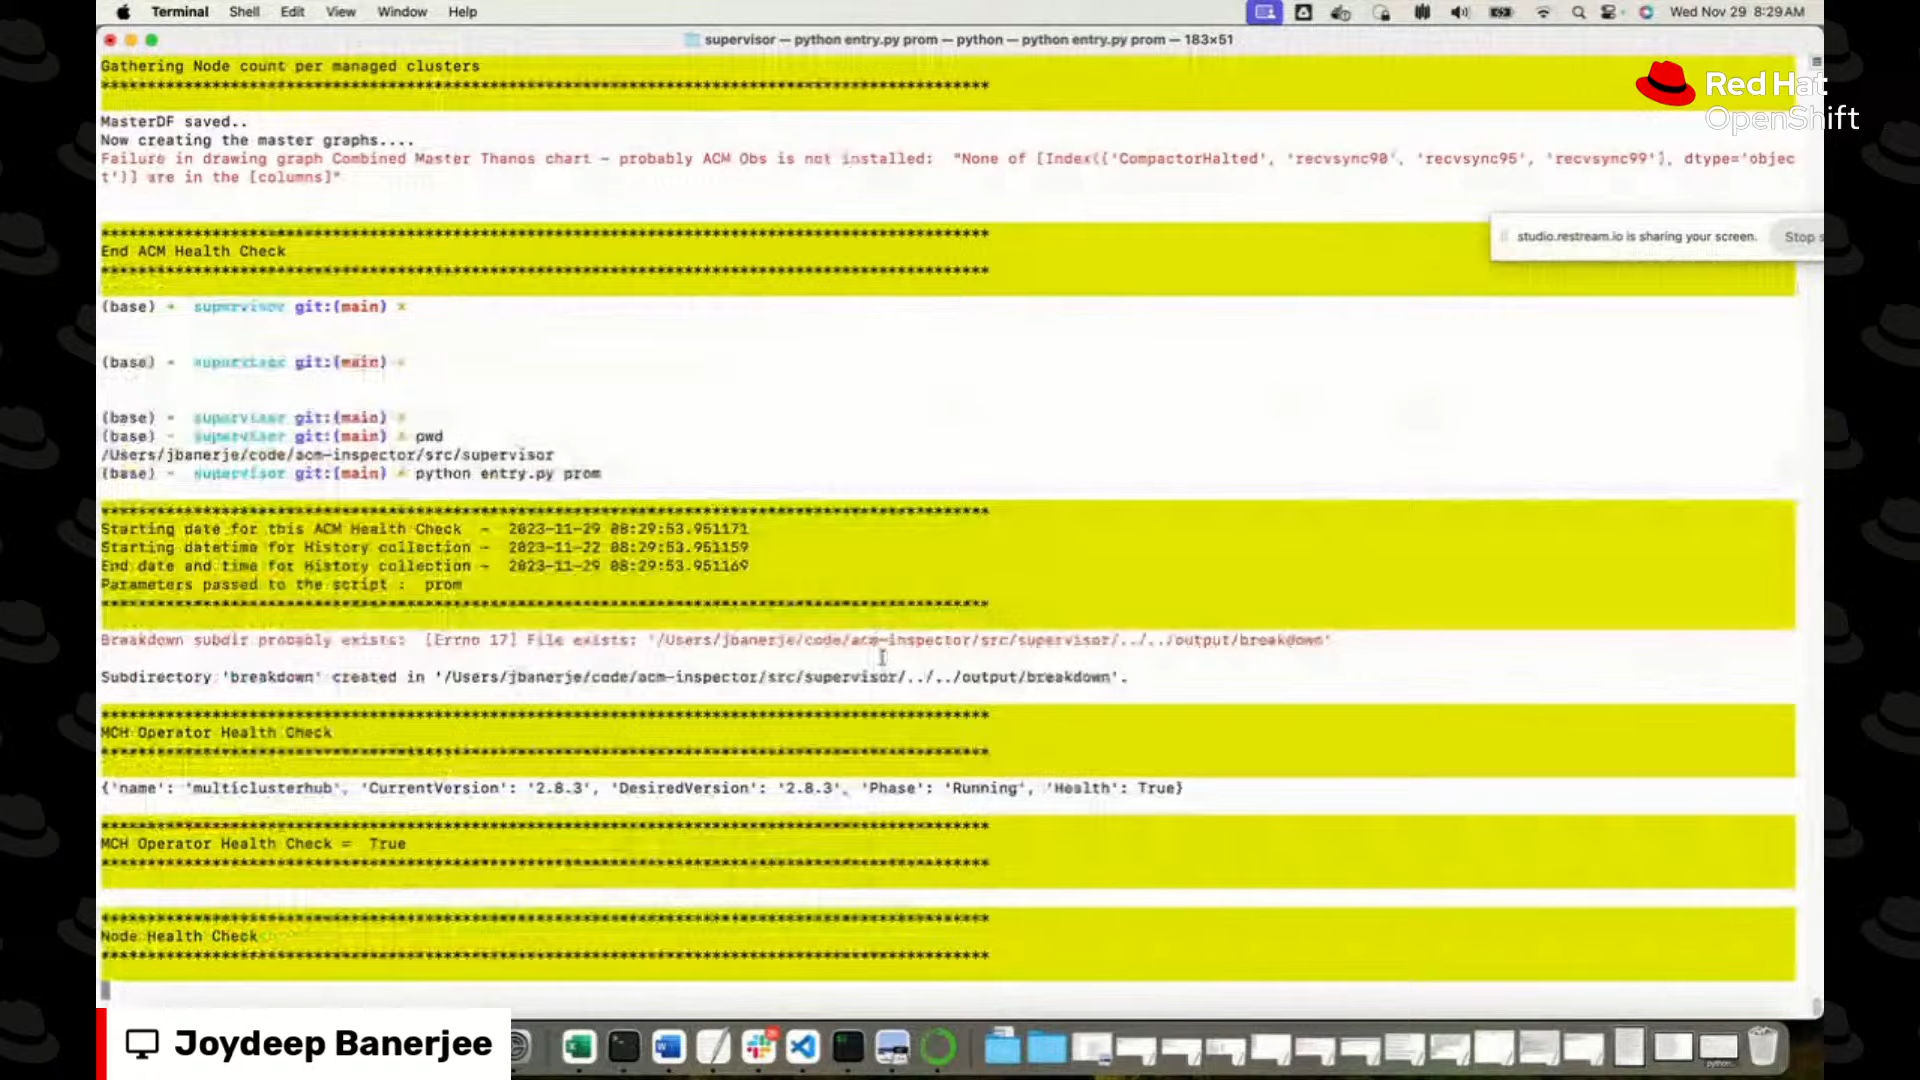 Terminal Shell Edit View Window Help
Wed Nov 29 8:29 AM
supervisor — python entry.py prom — python — python entry.py prom — 183×51
Red Hat
OpenShift
Gathering Node count per managed clusters
************************************************************************************************
MasterDF saved..
Now creating the master graphs....
Failure in drawing graph Combined Master Thanos chart - probably ACM Obs is not installed:  "None of [Index(['CompactorHalted', 'recvsync90', 'recvsync95', 'recvsync99'], dtype='objec
t')] are in the [columns]"
************************************************************************************************
studio.restream.io is sharing your screen. Stop s
End ACM Health Check
************************************************************************************************
(base) supervisor git:(main)
(base) supervisor git:(main)
(base) supervisor git:(main)
(base) supervisor git:(main) pwd
/Users/jbanerje/code/acm-inspector/src/supervisor
(base) supervisor git:(main) python entry.py prom
************************************************************************************************
Starting date for this ACM Health Check  -  2023-11-29 08:29:53.951171
Starting datetime for History collection -  2023-11-22 08:29:53.951159
End date and time for History collection -  2023-11-29 08:29:53.951169
Parameters passed to the script :  prom
************************************************************************************************
Breakdown subdir probably exists:  [Errno 17] File exists: '/Users/jbanerje/code/acm-inspector/src/supervisor/../../output/breakdown'
Subdirectory 'breakdown' created in '/Users/jbanerje/code/acm-inspector/src/supervisor/../../output/breakdown'.
************************************************************************************************
MCH Operator Health Check
************************************************************************************************
{'name': 'multiclusterhub', 'CurrentVersion': '2.8.3', 'DesiredVersion': '2.8.3', 'Phase': 'Running', 'Health': True}
************************************************************************************************
MCH Operator Health Check =  True
************************************************************************************************
************************************************************************************************
Node Health Check
************************************************************************************************
Joydeep Banerjee